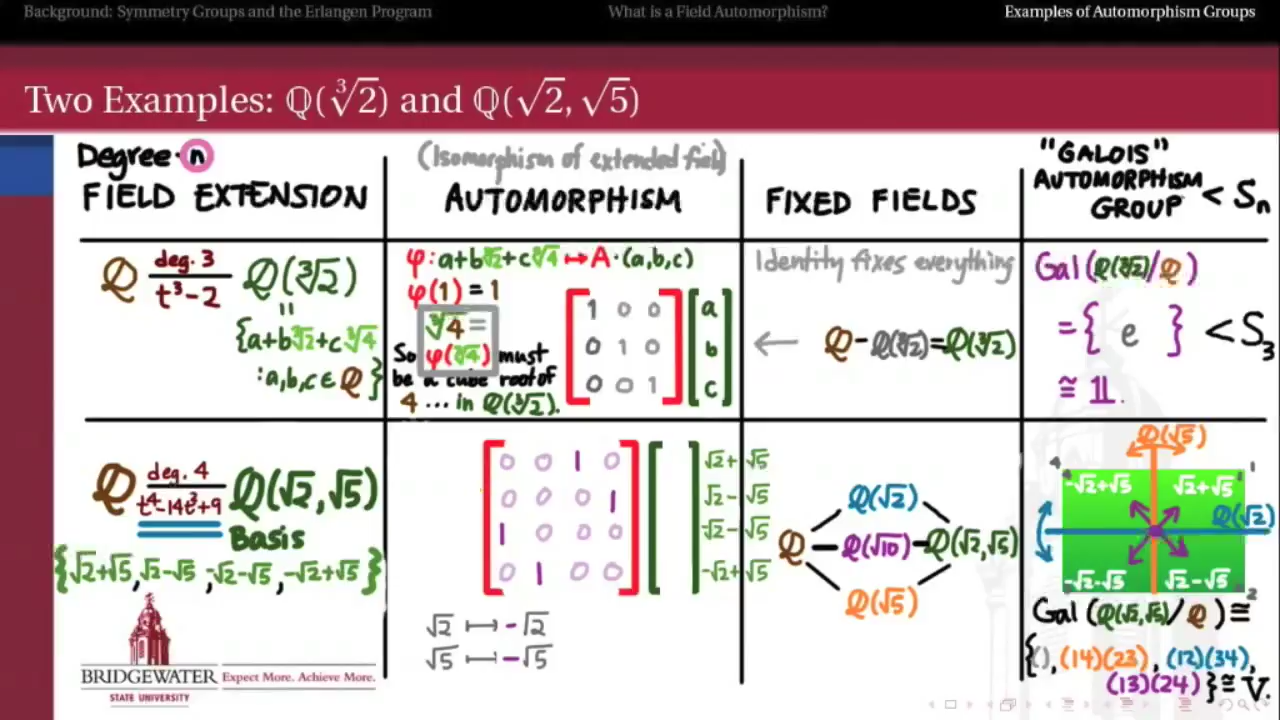 Background: Symmetry Groups and the Erlangen Program
What is a Field Automorphism?
Examples of Automorphism Groups
Two Examples: ℚ(∛2) and ℚ(√2, √5)
Degree-n
FIELD EXTENSION
(Isomorphism of extended field)
AUTOMORPHISM
FIXED FIELDS
"GALOIS"
AUTOMORPHISM
GROUP < Sₙ
ℚ deg. 3 ℚ(∛2)
t³-2
=
{a+b∛2+c∛4
:a,b,c∈ℚ}
φ: a+b∛2+c∛4 ↦ A·(a,b,c)
φ(1) = 1
∛4 =
So φ(∛4) must
be a cube root of
4 ... in ℚ(∛2).
1 0 0 a
0 1 0 b
0 0 1 c
Identity fixes everything
← ℚ-ℚ(∛2)=ℚ(∛2)
Gal(ℚ(∛2)/ℚ)
= { e } < S₃
≅ 𝟙.
ℚ deg. 4 ℚ(√2,√5)
t⁴-14t³+9
Basis
{√2+√5, √2-√5, -√2-√5, -√2+√5}
0 0 1 0 √2+√5
0 0 0 1 √2-√5
1 0 0 0 -√2-√5
0 1 0 0 -√2+√5
√2 ↦ -√2
√5 ↦ -√5
ℚ(√2)
ℚ - ℚ(√10) - ℚ(√2,√5)
ℚ(√5)
ℚ(√5)
4 1
-√2+√5 √2+√5
ℚ(√2)
-√2-√5 √2-√5
2
Gal(ℚ(√2,√5)/ℚ) ≅
{(), (14)(23), (12)(34),
(13)(24)} ≅ V.
BRIDGEWATER
STATE UNIVERSITY
Expect More. Achieve More.